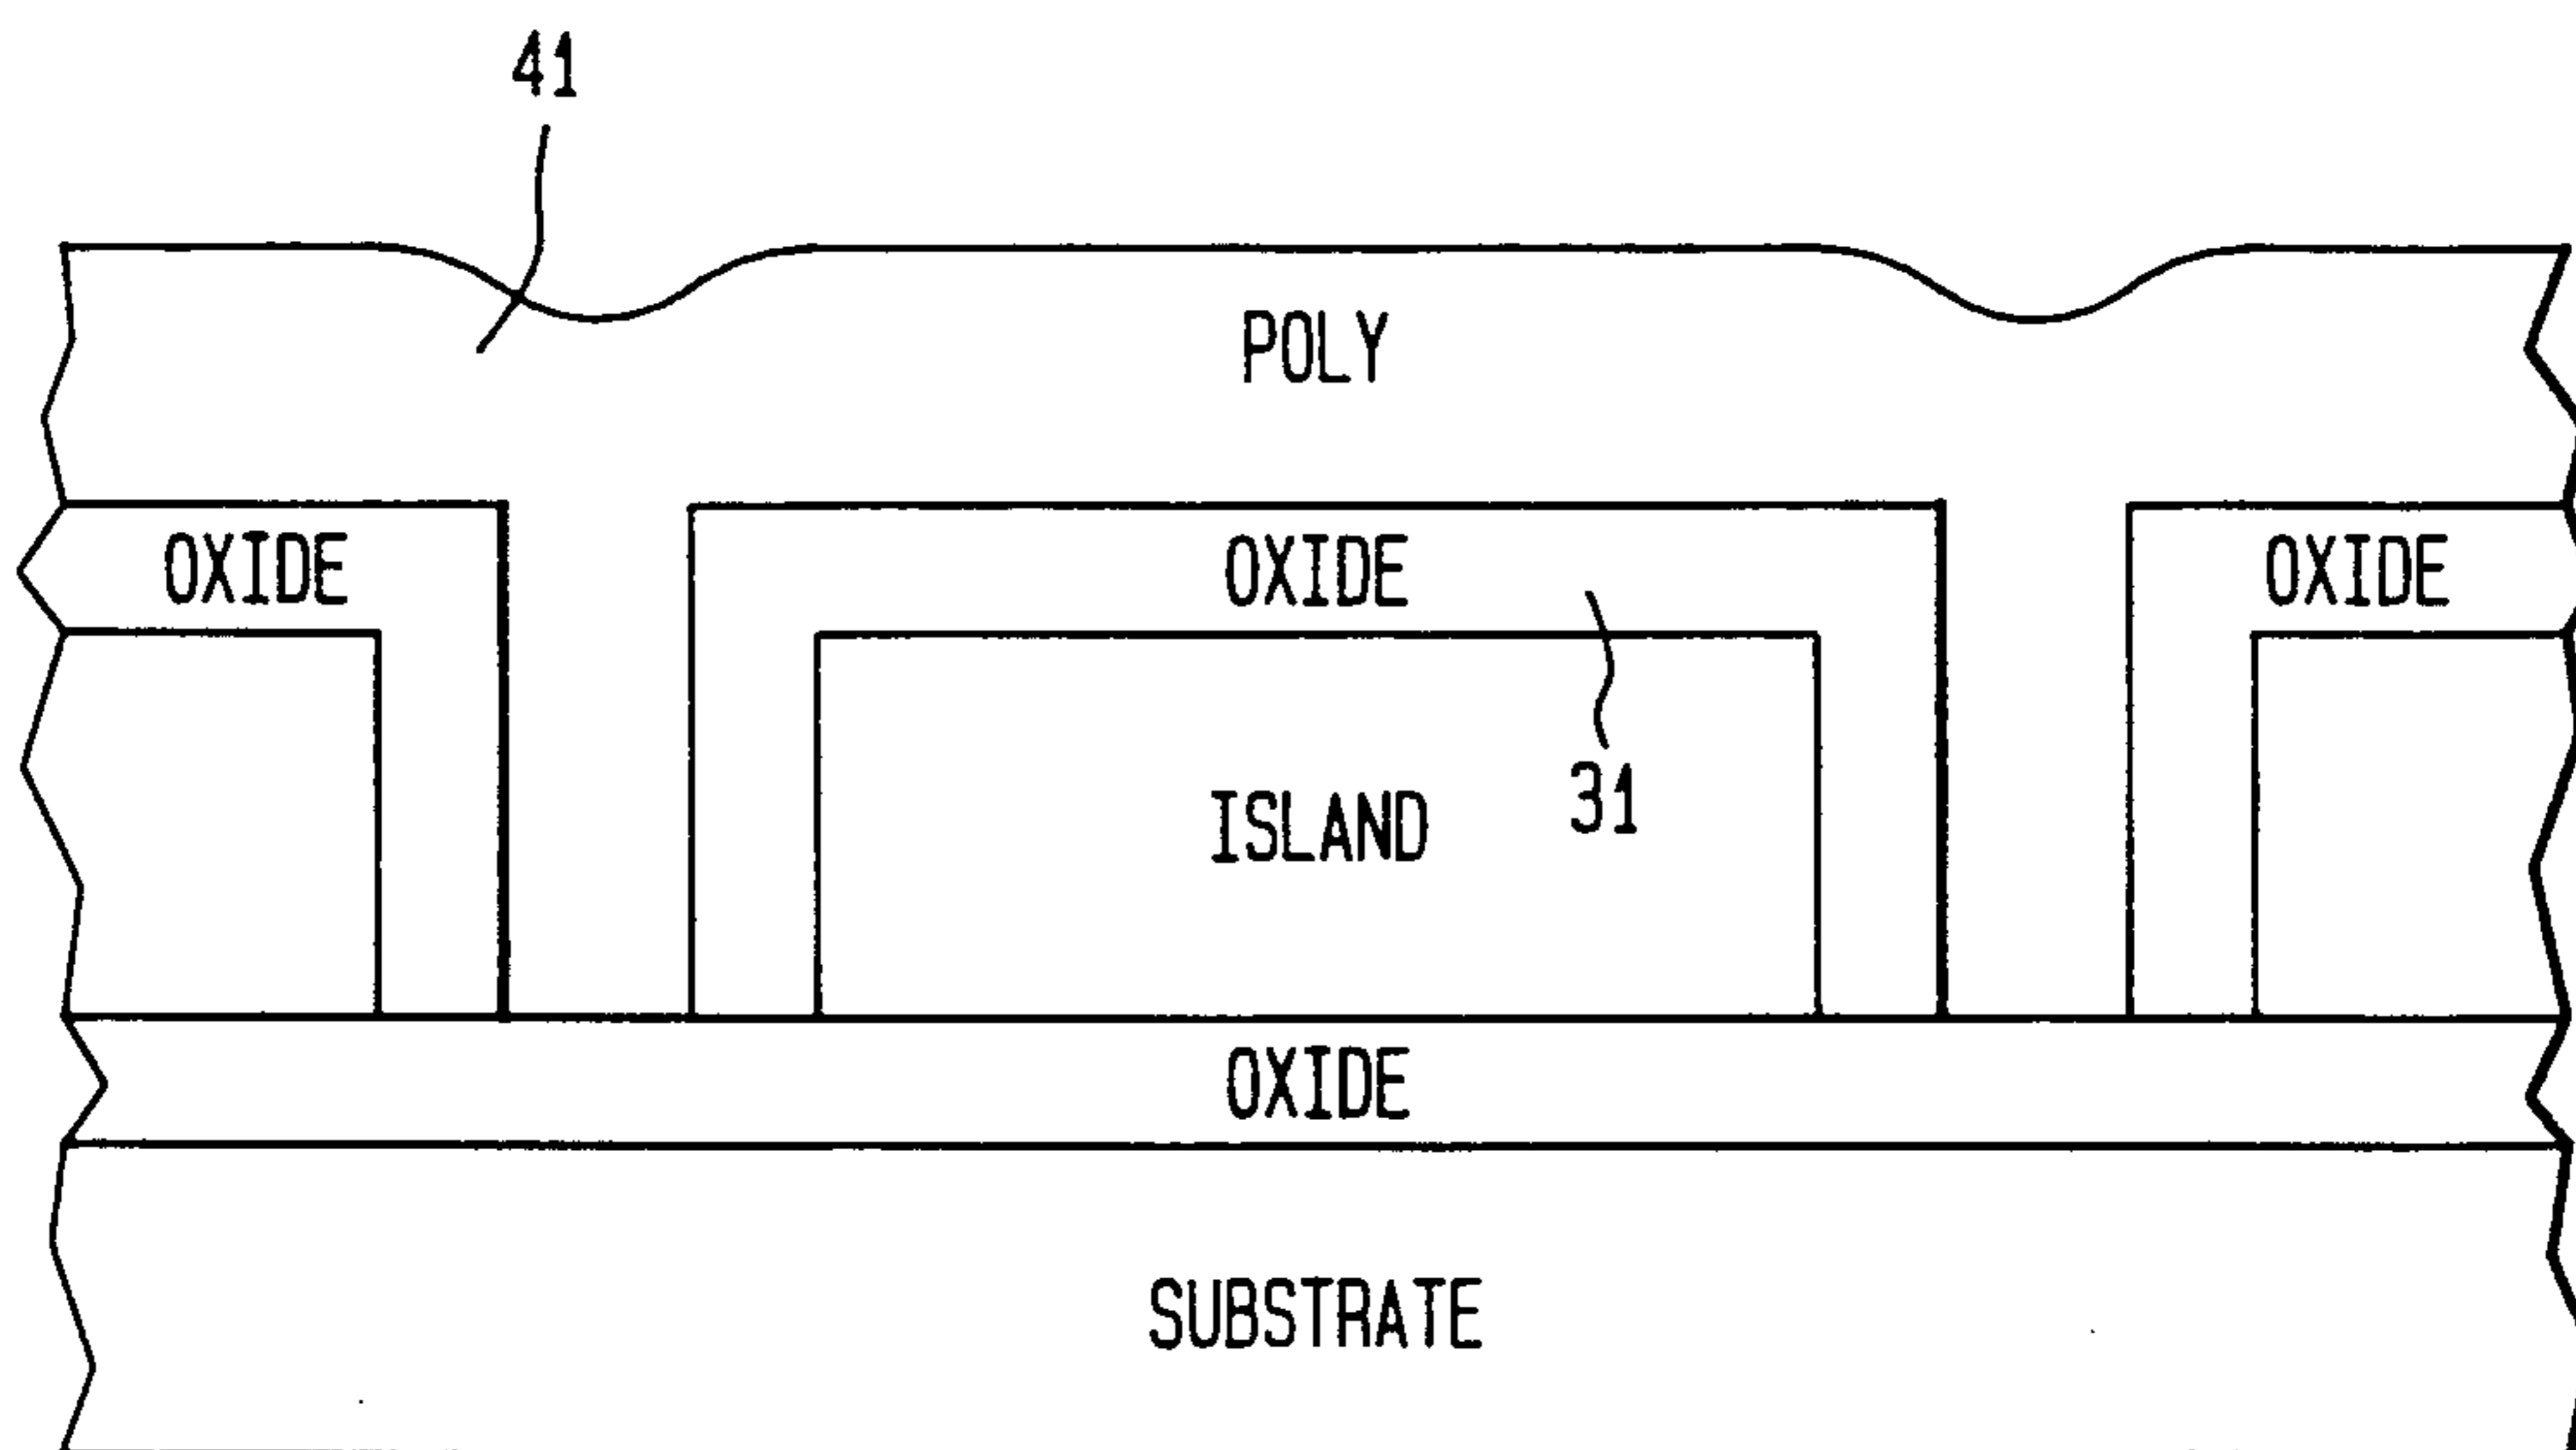 41
POLY
OXIDE OXIDE OXIDE
31
ISLAND
OXIDE
SUBSTRATE